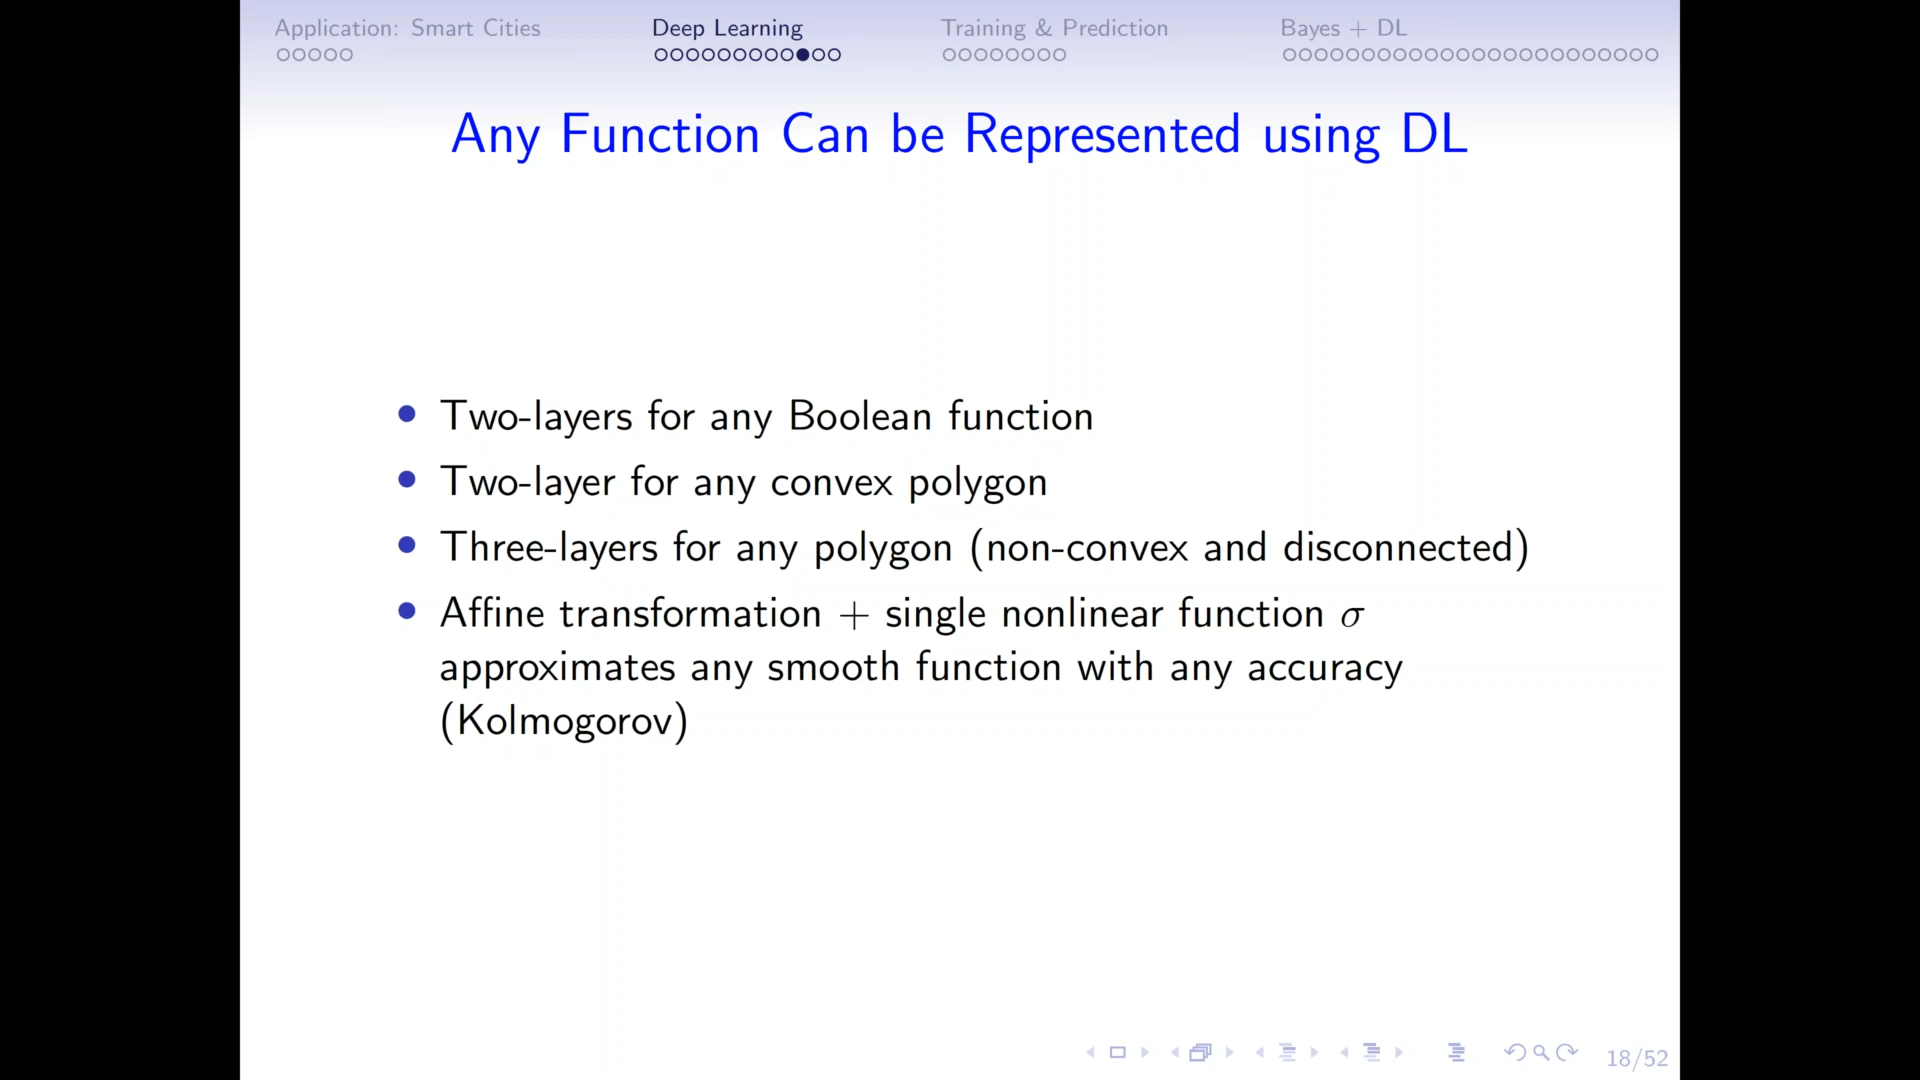 Application: Smart Cities Deep Learning Training & Prediction Bayes + DL
Any Function Can be Represented using DL
• Two-layers for any Boolean function
• Two-layer for any convex polygon
• Three-layers for any polygon (non-convex and disconnected)
• Affine transformation + single nonlinear function σ
approximates any smooth function with any accuracy
(Kolmogorov)
18/52